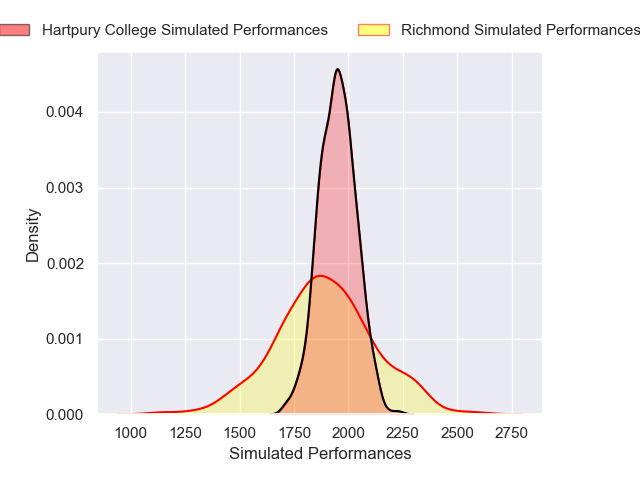 Hartpury College Simulated Performances Richmond Simulated Performances
0.004
0.003
0.002
0.001
0.000
Density
1000 1250 1500 1750 2000 2250 2500 2750
Simulated Performances